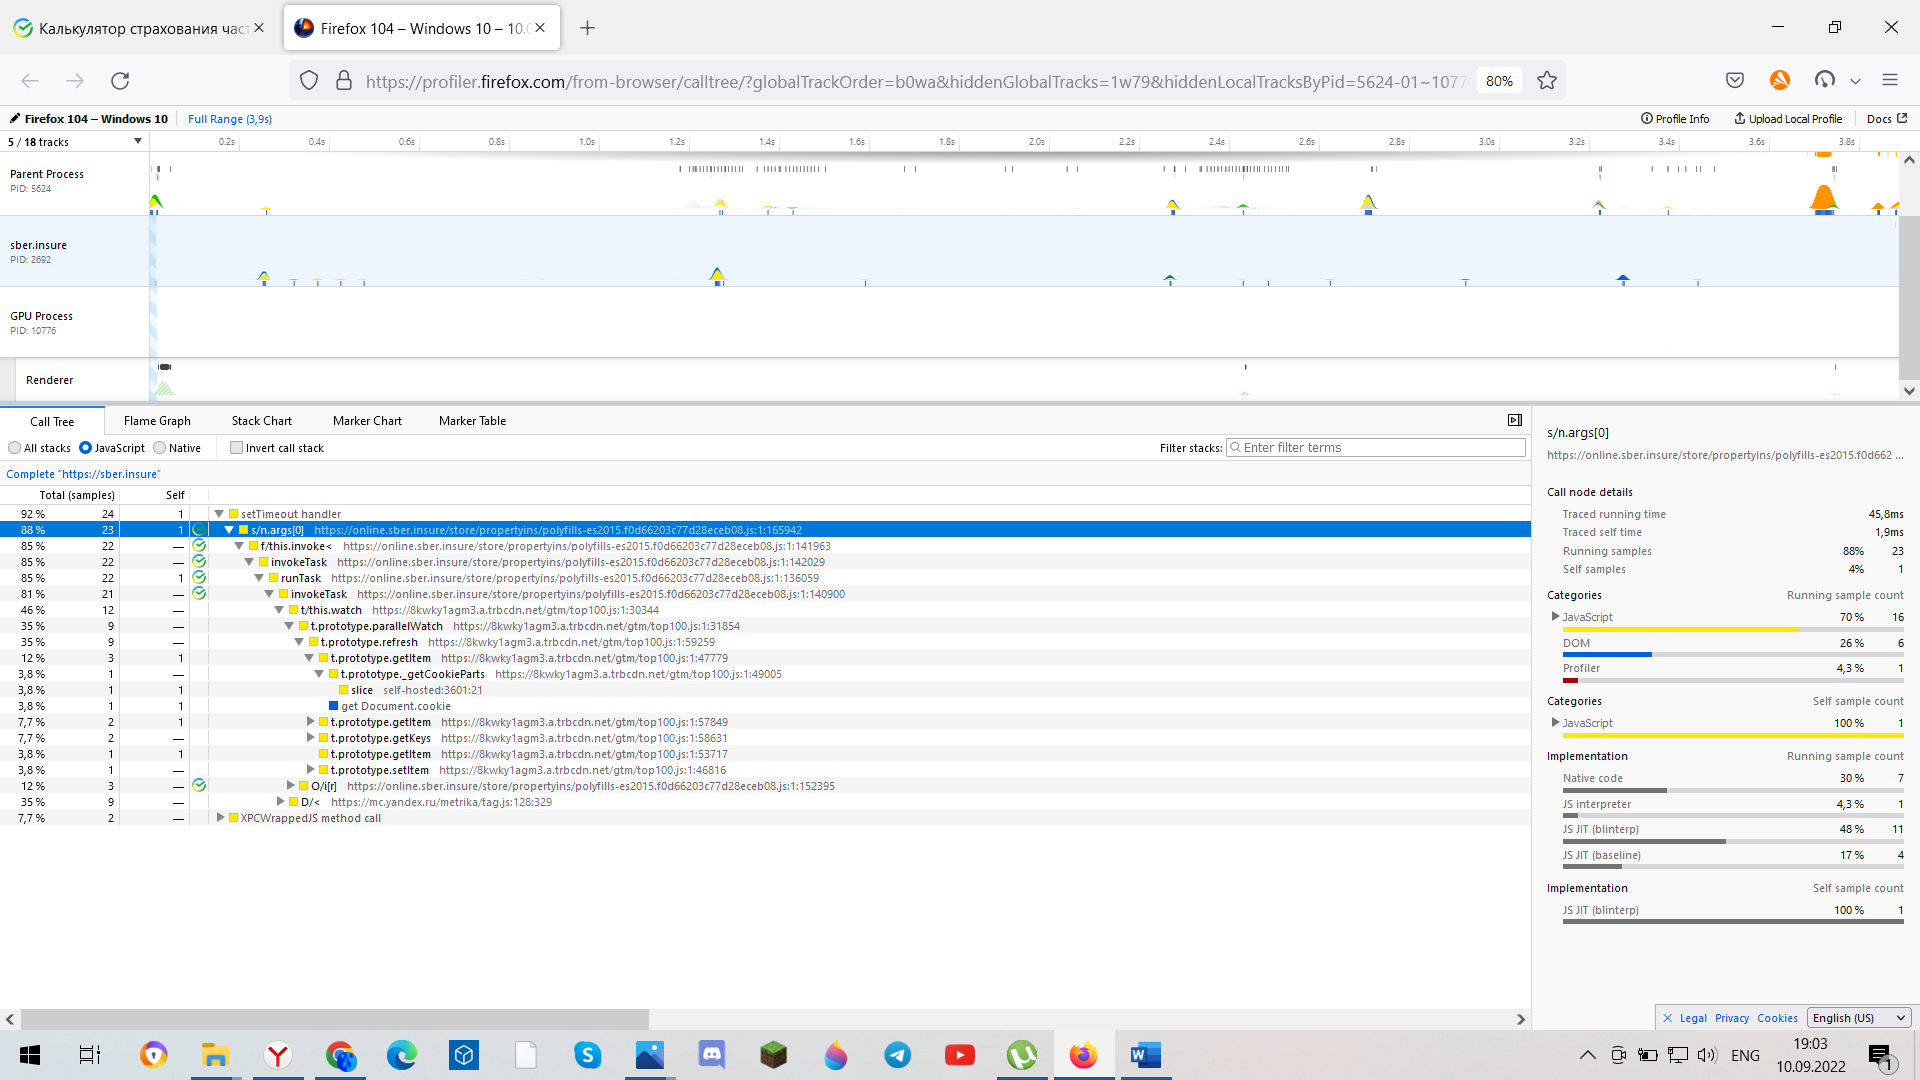 Калькулятор страхования част
Firefox 104 – Windows 10 – 10.0
https://profiler.firefox.com/from-browser/calltree/?globalTrackOrder=b0wa&hiddenGlobalTracks=1w79&hiddenLocalTracksByPid=5624-01~1077
80%
Firefox 104 – Windows 10
Full Range (3,9s)
Profile Info
Upload Local Profile
Docs
5 / 18 tracks
0.2s 0.4s 0.6s 0.8s 1.0s 1.2s 1.4s 1.6s 1.8s 2.0s 2.2s 2.4s 2.6s 2.8s 3.0s 3.2s 3.4s 3.6s 3.8s
Parent Process
PID: 5624
sber.insure
PID: 2692
GPU Process
PID: 10776
Renderer
Call Tree
Flame Graph
Stack Chart
Marker Chart
Marker Table
All stacks
JavaScript
Native
Invert call stack
Filter stacks:
Enter filter terms
Complete “https://sber.insure”
Total (samples) Self
92 % 24 1 setTimeout handler
88 % 23 1 s/n.args[0] https://online.sber.insure/store/propertyins/polyfills-es2015.f0d66203c77d28eceb08.js:1:165942
85 % 22 — f/this.invoke< https://online.sber.insure/store/propertyins/polyfills-es2015.f0d66203c77d28eceb08.js:1:141963
85 % 22 — invokeTask https://online.sber.insure/store/propertyins/polyfills-es2015.f0d66203c77d28eceb08.js:1:142029
85 % 22 1 runTask https://online.sber.insure/store/propertyins/polyfills-es2015.f0d66203c77d28eceb08.js:1:136059
81 % 21 — invokeTask https://online.sber.insure/store/propertyins/polyfills-es2015.f0d66203c77d28eceb08.js:1:140900
46 % 12 — t/this.watch https://8kwky1agm3.a.trbcdn.net/gtm/top100.js:1:30344
35 % 9 — t.prototype.parallelWatch https://8kwky1agm3.a.trbcdn.net/gtm/top100.js:1:31854
35 % 9 — t.prototype.refresh https://8kwky1agm3.a.trbcdn.net/gtm/top100.js:1:59259
12 % 3 1 t.prototype.getItem https://8kwky1agm3.a.trbcdn.net/gtm/top100.js:1:47779
3,8 % 1 — t.prototype._getCookieParts https://8kwky1agm3.a.trbcdn.net/gtm/top100.js:1:49005
3,8 % 1 1 slice self-hosted:3601:21
3,8 % 1 1 get Document.cookie
7,7 % 2 1 t.prototype.getItem https://8kwky1agm3.a.trbcdn.net/gtm/top100.js:1:57849
7,7 % 2 — t.prototype.getKeys https://8kwky1agm3.a.trbcdn.net/gtm/top100.js:1:58631
3,8 % 1 1 t.prototype.getItem https://8kwky1agm3.a.trbcdn.net/gtm/top100.js:1:53717
3,8 % 1 — t.prototype.setItem https://8kwky1agm3.a.trbcdn.net/gtm/top100.js:1:46816
12 % 3 — O/i[r] https://online.sber.insure/store/propertyins/polyfills-es2015.f0d66203c77d28eceb08.js:1:152395
35 % 9 — D/< https://mc.yandex.ru/metrika/tag.js:128:329
7,7 % 2 — XPCWrappedJS method call
s/n.args[0]
https://online.sber.insure/store/propertyins/polyfills-es2015.f0d662 ...
Call node details
Traced running time 45,8ms
Traced self time 1,9ms
Running samples 88% 23
Self samples 4% 1
Categories Running sample count
JavaScript 70 % 16
DOM 26 % 6
Profiler 4,3 % 1
Categories Self sample count
JavaScript 100 % 1
Implementation Running sample count
Native code 30 % 7
JS interpreter 4,3 % 1
JS JIT (blinterp) 48 % 11
JS JIT (baseline) 17 % 4
Implementation Self sample count
JS JIT (blinterp) 100 % 1
Legal Privacy Cookies English (US)
ENG
19:03
10.09.2022
1